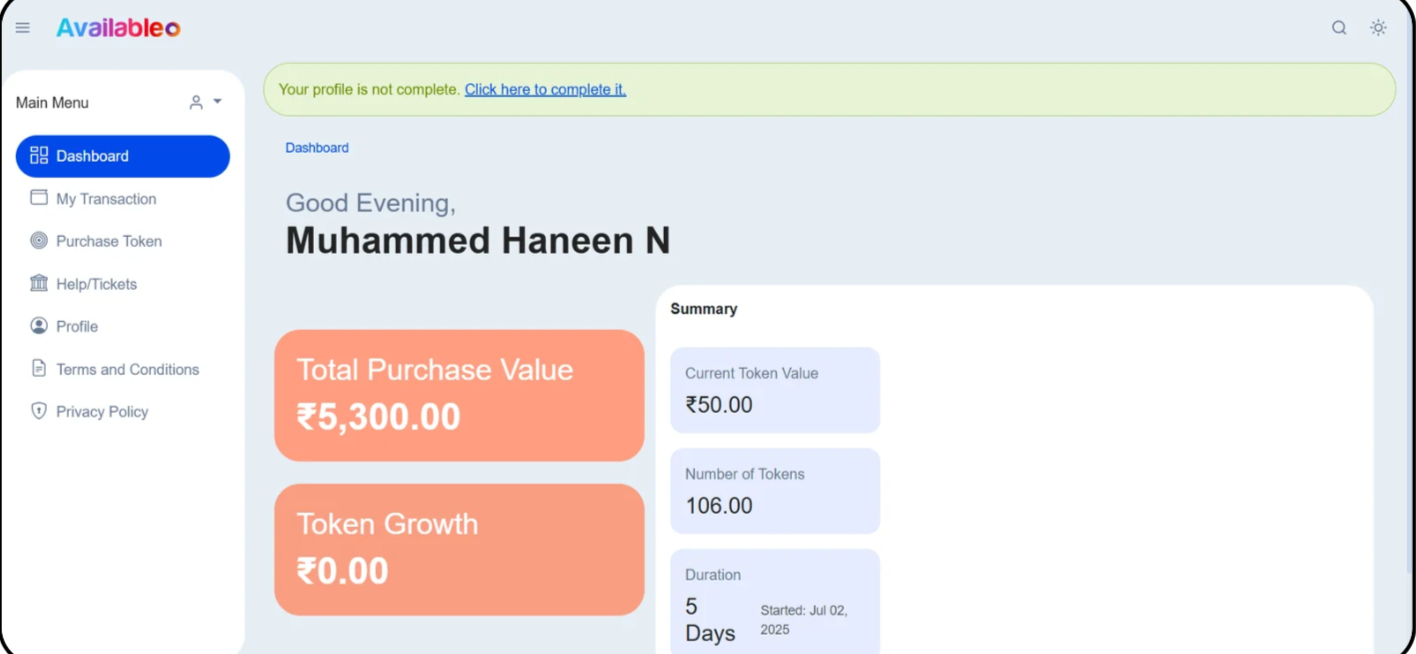 Availableo
Your profile is not complete. Click here to complete it.
Main Menu
Dashboard
My Transaction
Purchase Token
Help/Tickets
Profile
Terms and Conditions
Privacy Policy
Dashboard
Good Evening,
Muhammed Haneen N
Total Purchase Value
₹5,300.00
Token Growth
₹0.00
Summary
Current Token Value
₹50.00
Number of Tokens
106.00
Duration
5
Days
Started: Jul 02,
2025